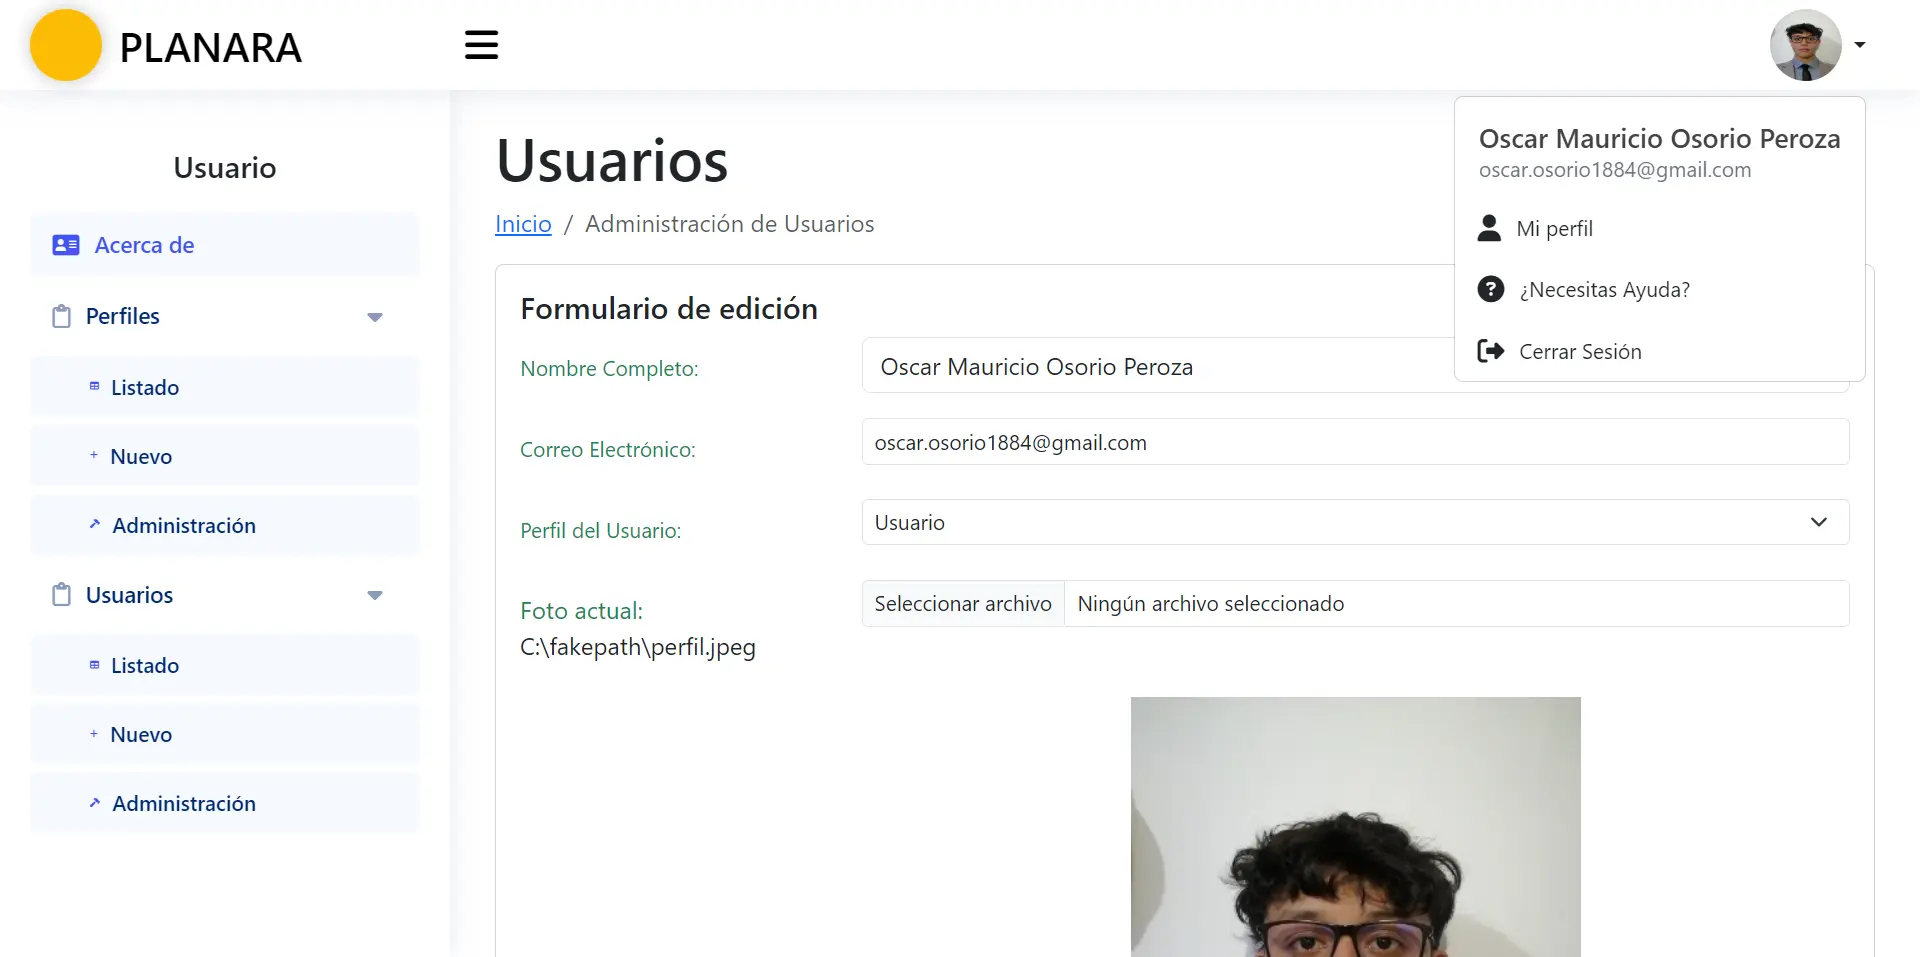 PLANARA
Oscar Mauricio Osorio Peroza
oscar.osorio1884@gmail.com
Mi perfil
¿Necesitas Ayuda?
Cerrar Sesión
Usuario
Acerca de
Perfiles
Listado
Nuevo
Administración
Usuarios
Listado
Nuevo
Administración
Usuarios
Inicio / Administración de Usuarios
Formulario de edición
Nombre Completo: Oscar Mauricio Osorio Peroza
Correo Electrónico: oscar.osorio1884@gmail.com
Perfil del Usuario: Usuario
Foto actual: Seleccionar archivo Ningún archivo seleccionado
C:\fakepath\perfil.jpeg